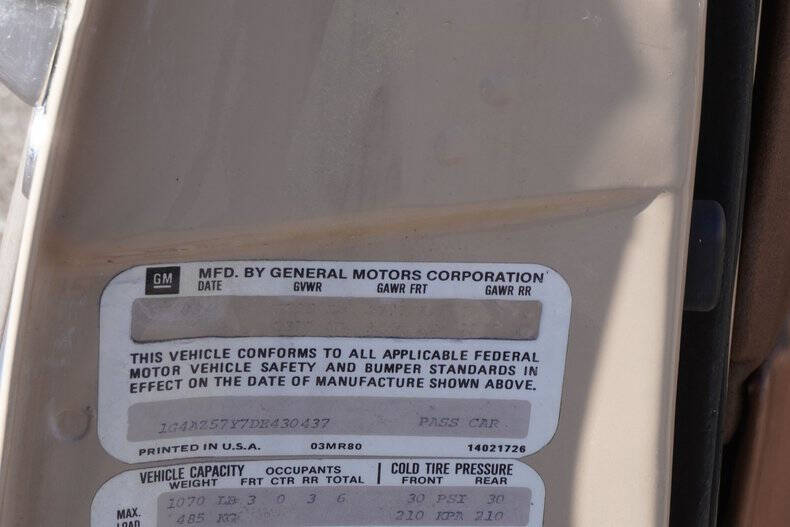 GM MFD. BY GENERAL MOTORS CORPORATION
DATE GVWR GAWR FRT GAWR RR
THIS VEHICLE CONFORMS TO ALL APPLICABLE FEDERAL
MOTOR VEHICLE SAFETY AND BUMPER STANDARDS IN
EFFECT ON THE DATE OF MANUFACTURE SHOWN ABOVE.
1G4AZ57Y7DE430437 PASS CAR
PRINTED IN U.S.A. 03MR80 14021726
VEHICLE CAPACITY OCCUPANTS COLD TIRE PRESSURE
WEIGHT FRT CTR RR TOTAL FRONT REAR
MAX. 1070 LB 3 0 3 6 30 PSI 30
LOAD 485 KG 210 KPA 210